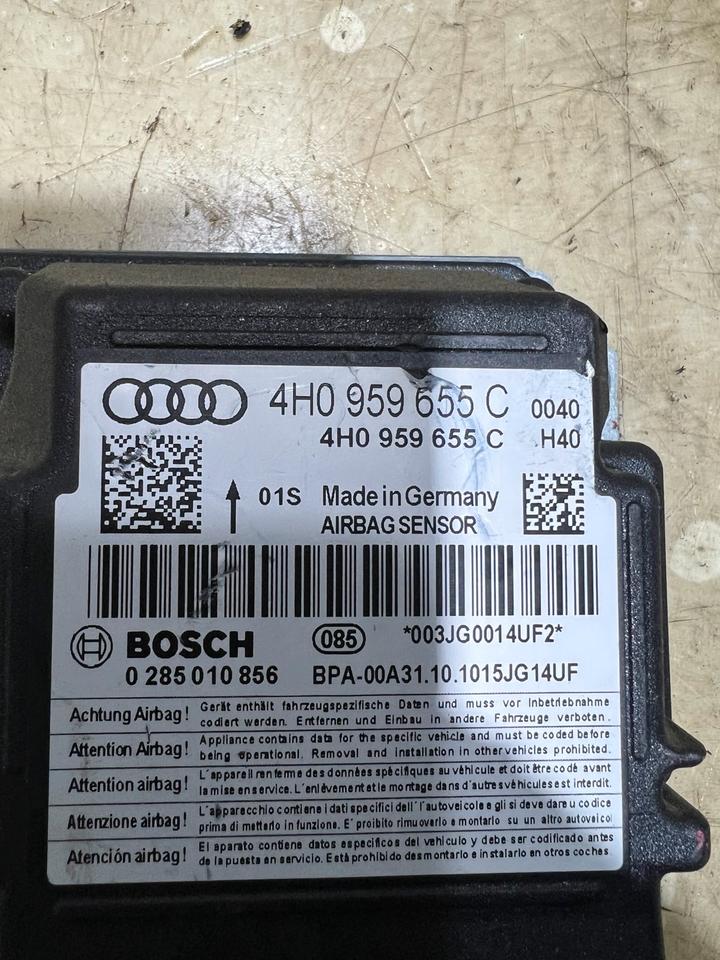 4H0 959 655 C 0040
4H0 959 655 C H40
01S Made in Germany
AIRBAG SENSOR
BOSCH 085 *003JG0014UF2*
0 285 010 856 BPA-00A31.10.1015JG14UF
Achtung Airbag! Gerät enthält fahrzeugspezifische Daten und muss vor Inbetriebnahme
codiert werden. Entfernen und Einbau in andere Fahrzeuge verboten.
Attention Airbag! Appliance contains data for the specific vehicle and must be coded before
being operational. Removal and installation in other vehicles prohibited.
Attention airbag! L'appareil renferme des données spécifiques au véhicule et doit être codé avant
la mise en service. L'enlèvement et le montage dans d'autres véhicules est interdit.
Attenzione airbag! L'apparecchio contiene i dati specifici dell'autoveicolo e gli si deve dare u codice
prima di metterlo in funzione. E' proibito rimuoverlo e montarlo su un altro autoveicol
Atención airbag! El aparato contiene datos específicos del vehículo y debe ser codificado antes
de la puesta en servicio. Está prohibido desmontarlo e instalarlo en otros coches.